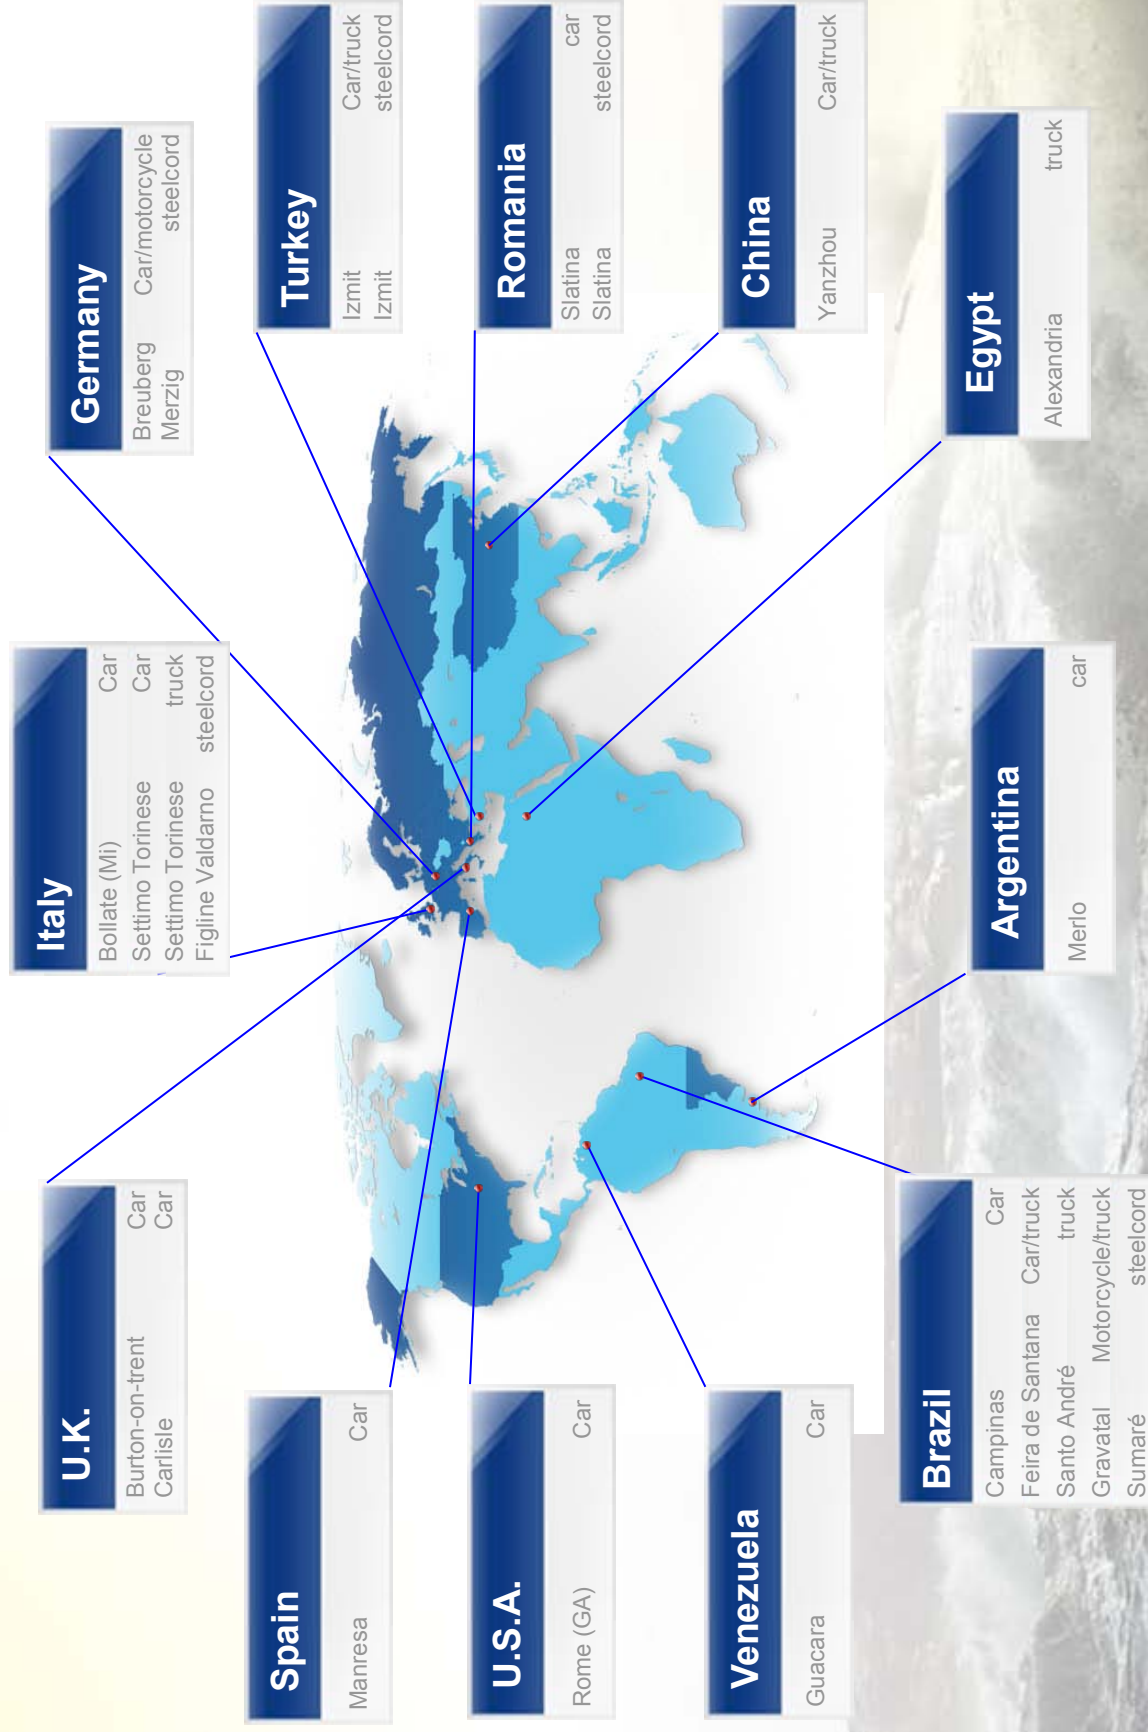 U.K.
Burton-on-trent Car
Carlisle Car
Italy
Bollate (Mi) Car
Settimo Torinese Car
Settimo Torinese truck
Figline Valdarno steelcord
Germany
Breuberg Car/motorcycle
Merzig steelcord
Spain
Manresa Car
Turkey
Izmit Car/truck
Izmit steelcord
U.S.A.
Rome (GA) Car
Romania
Slatina car
Slatina steelcord
Venezuela
Guacara Car
China
Yanzhou Car/truck
Brazil
Campinas Car
Feira de Santana Car/truck
Santo André truck
Gravatal Motorcycle/truck
Sumaré steelcord
Argentina
Merlo car
Egypt
Alexandria truck